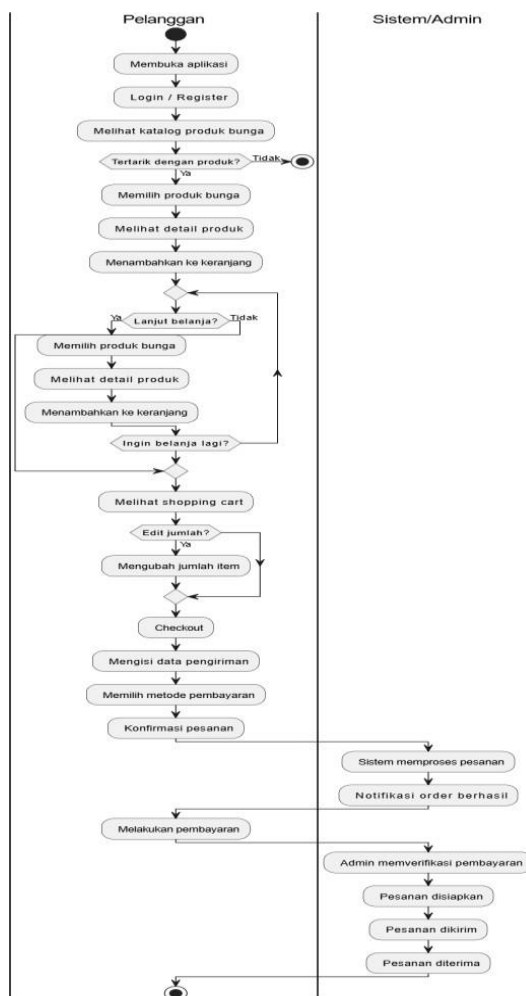 Pelanggan
Sistem/Admin
Membuka aplikasi
Login / Register
Melihat katalog produk bunga
Tertarik dengan produk?
Tidak
Ya
Memilih produk bunga
Melihat detail produk
Menambahkan ke keranjang
Ya
Lanjut belanja?
Tidak
Memilih produk bunga
Melihat detail produk
Menambahkan ke keranjang
Ingin belanja lagi?
Melihat shopping cart
Edit jumlah?
Ya
Mengubah jumlah item
Checkout
Mengisi data pengiriman
Memilih metode pembayaran
Konfirmasi pesanan
Sistem memproses pesanan
Notifikasi order berhasil
Melakukan pembayaran
Admin memverifikasi pembayaran
Pesanan disiapkan
Pesanan dikirim
Pesanan diterima